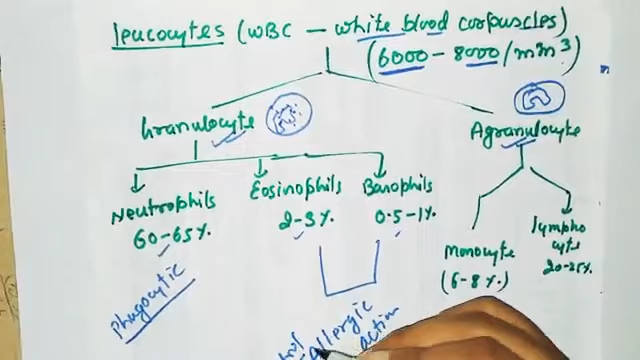 leucocytes (WBC — white blood corpuscles)
(6000 - 8000/mm³)
Granulocyte
Agranulocyte
Neutrophils
60-65%
Eosinophils
2-3%
Basophils
0.5-1%
Monocyte
(6-8%)
lympho
cyte
20-25%
Phagocytic
allergic
action